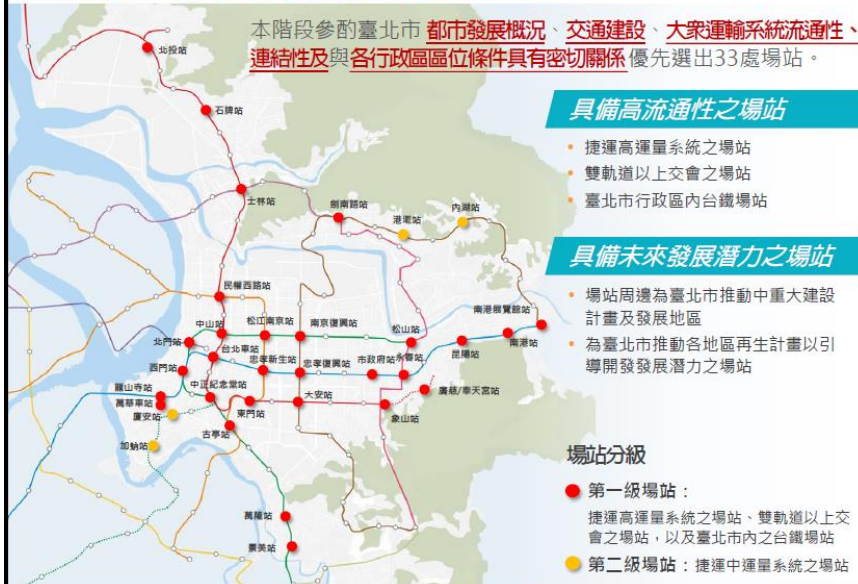 本階段參酌臺北市 都市發展概況、交通建設、大眾運輸系統流通性、
連結性及與各行政區區位條件具有密切關係 優先選出33處場站。
具備高流通性之場站
• 捷運高運量系統之場站
• 雙軌道以上交會之場站
• 臺北市行政區內台鐵場站
具備未來發展潛力之場站
• 場站周邊為臺北市推動中重大建設
計畫及發展地區
• 為臺北市推動各地區再生計畫以引
導開發發展潛力之場站
場站分級
第一級場站：
捷運高運量系統之場站、雙軌道以上交
會之場站，以及臺北市內之台鐵場站
第二級場站：捷運中運量系統之場站
北投站
石牌站
士林站
劍南路站
港墘站
內湖站
民權西路站
中山站
松江南京站
南京復興站
松山站
南港展覽館站
北門站
台北車站
忠孝新生站
忠孝復興站
市政府站
永春站
昆陽站
南港站
西門站
龍山寺站
萬華車站
廈安站
中正紀念堂站
東門站
大安站
象山站
廣慈/奉天宮站
加蚋站
古亭站
萬隆站
景美站